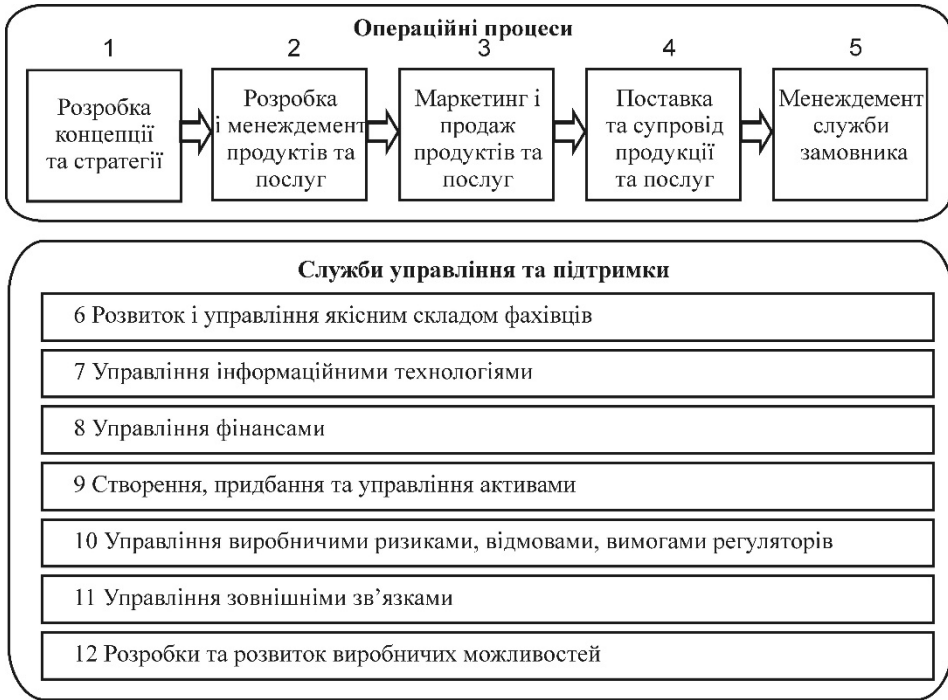 Операційні процеси
1
Розробка
концепції
та стратегії
2
Розробка
і менеждемент
продуктів та
послуг
3
Маркетинг і
продаж
продуктів та
послуг
4
Поставка
та супровід
продукції
та послуг
5
Менеждемент
служби
замовника
Служби управління та підтримки
6 Розвиток і управління якісним складом фахівців
7 Управління інформаційними технологіями
8 Управління фінансами
9 Створення, придбання та управління активами
10 Управління виробничими ризиками, відмовами, вимогами регуляторів
11 Управління зовнішніми зв’язками
12 Розробки та розвиток виробничих можливостей